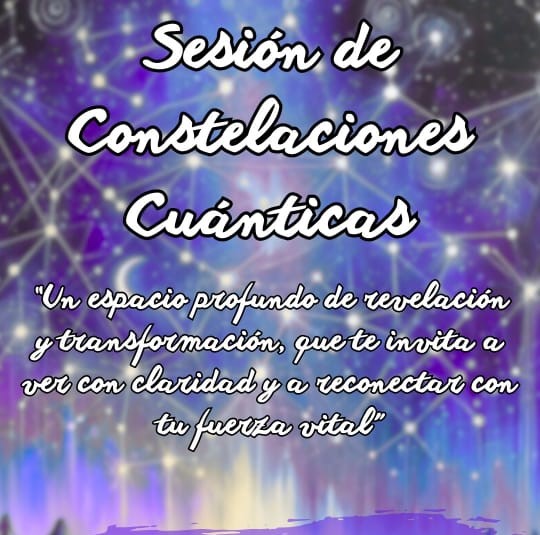 Sesión de
Constelaciones
Cuánticas
"Un espacio profundo de revelación
y transformación, que te invita a
ver con claridad y a reconectar con
tu fuerza vital"